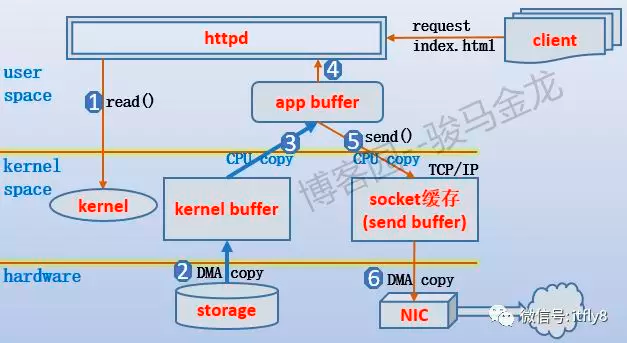 httpd
request
index.html
client
user
space
1
read()
4
app buffer
3
5
send()
CPU copy
CPU copy
kernel
space
TCP/IP
kernel
kernel buffer
socket缓存
(send buffer)
2
DMA copy
6
DMA copy
hardware
storage
NIC
博客园--骏马金龙
微信号: itfly8